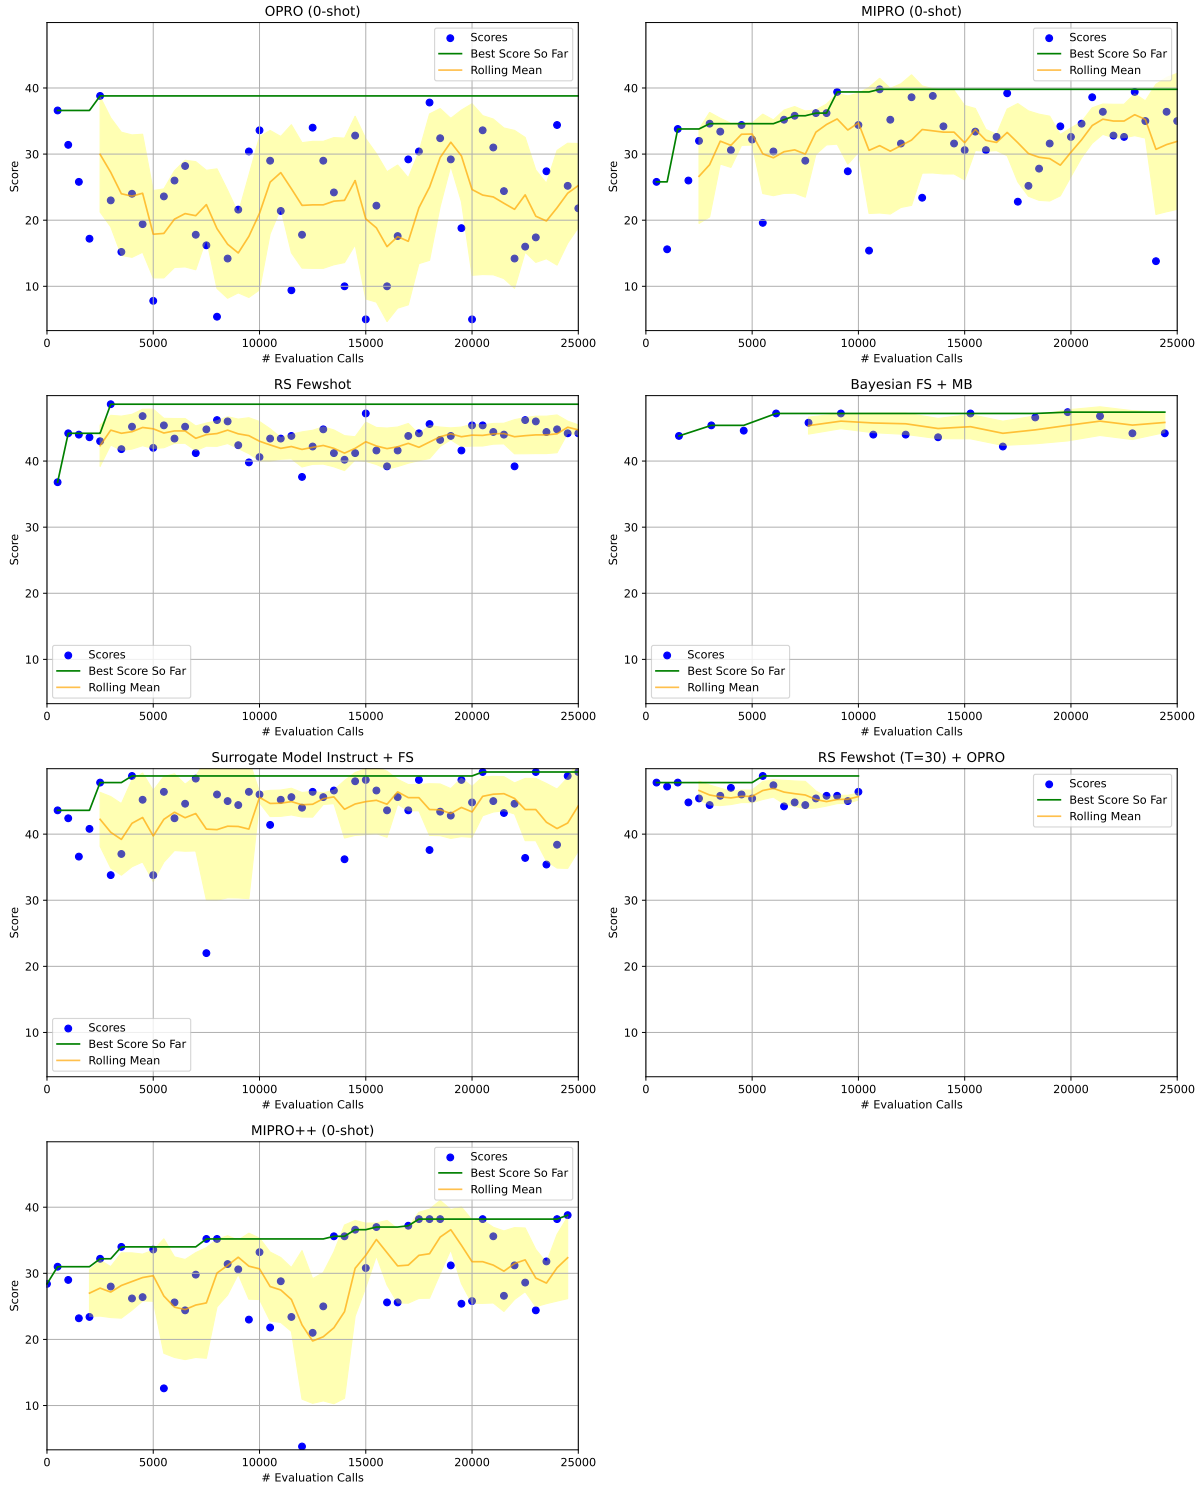 OPRO (0-shot)
Score
40
30
20
10
0 5000 10000 15000 20000 25000
# Evaluation Calls
Scores
Best Score So Far
Rolling Mean
MIPRO (0-shot)
Score
40
30
20
10
0 5000 10000 15000 20000 25000
# Evaluation Calls
Scores
Best Score So Far
Rolling Mean
RS Fewshot
Score
40
30
20
10
0 5000 10000 15000 20000 25000
# Evaluation Calls
Scores
Best Score So Far
Rolling Mean
Bayesian FS + MB
Score
40
30
20
10
0 5000 10000 15000 20000 25000
# Evaluation Calls
Scores
Best Score So Far
Rolling Mean
Surrogate Model Instruct + FS
Score
40
30
20
10
0 5000 10000 15000 20000 25000
# Evaluation Calls
Scores
Best Score So Far
Rolling Mean
RS Fewshot (T=30) + OPRO
Score
40
30
20
10
0 5000 10000 15000 20000 25000
# Evaluation Calls
Scores
Best Score So Far
Rolling Mean
MIPRO++ (0-shot)
Score
40
30
20
10
0 5000 10000 15000 20000 25000
# Evaluation Calls
Scores
Best Score So Far
Rolling Mean